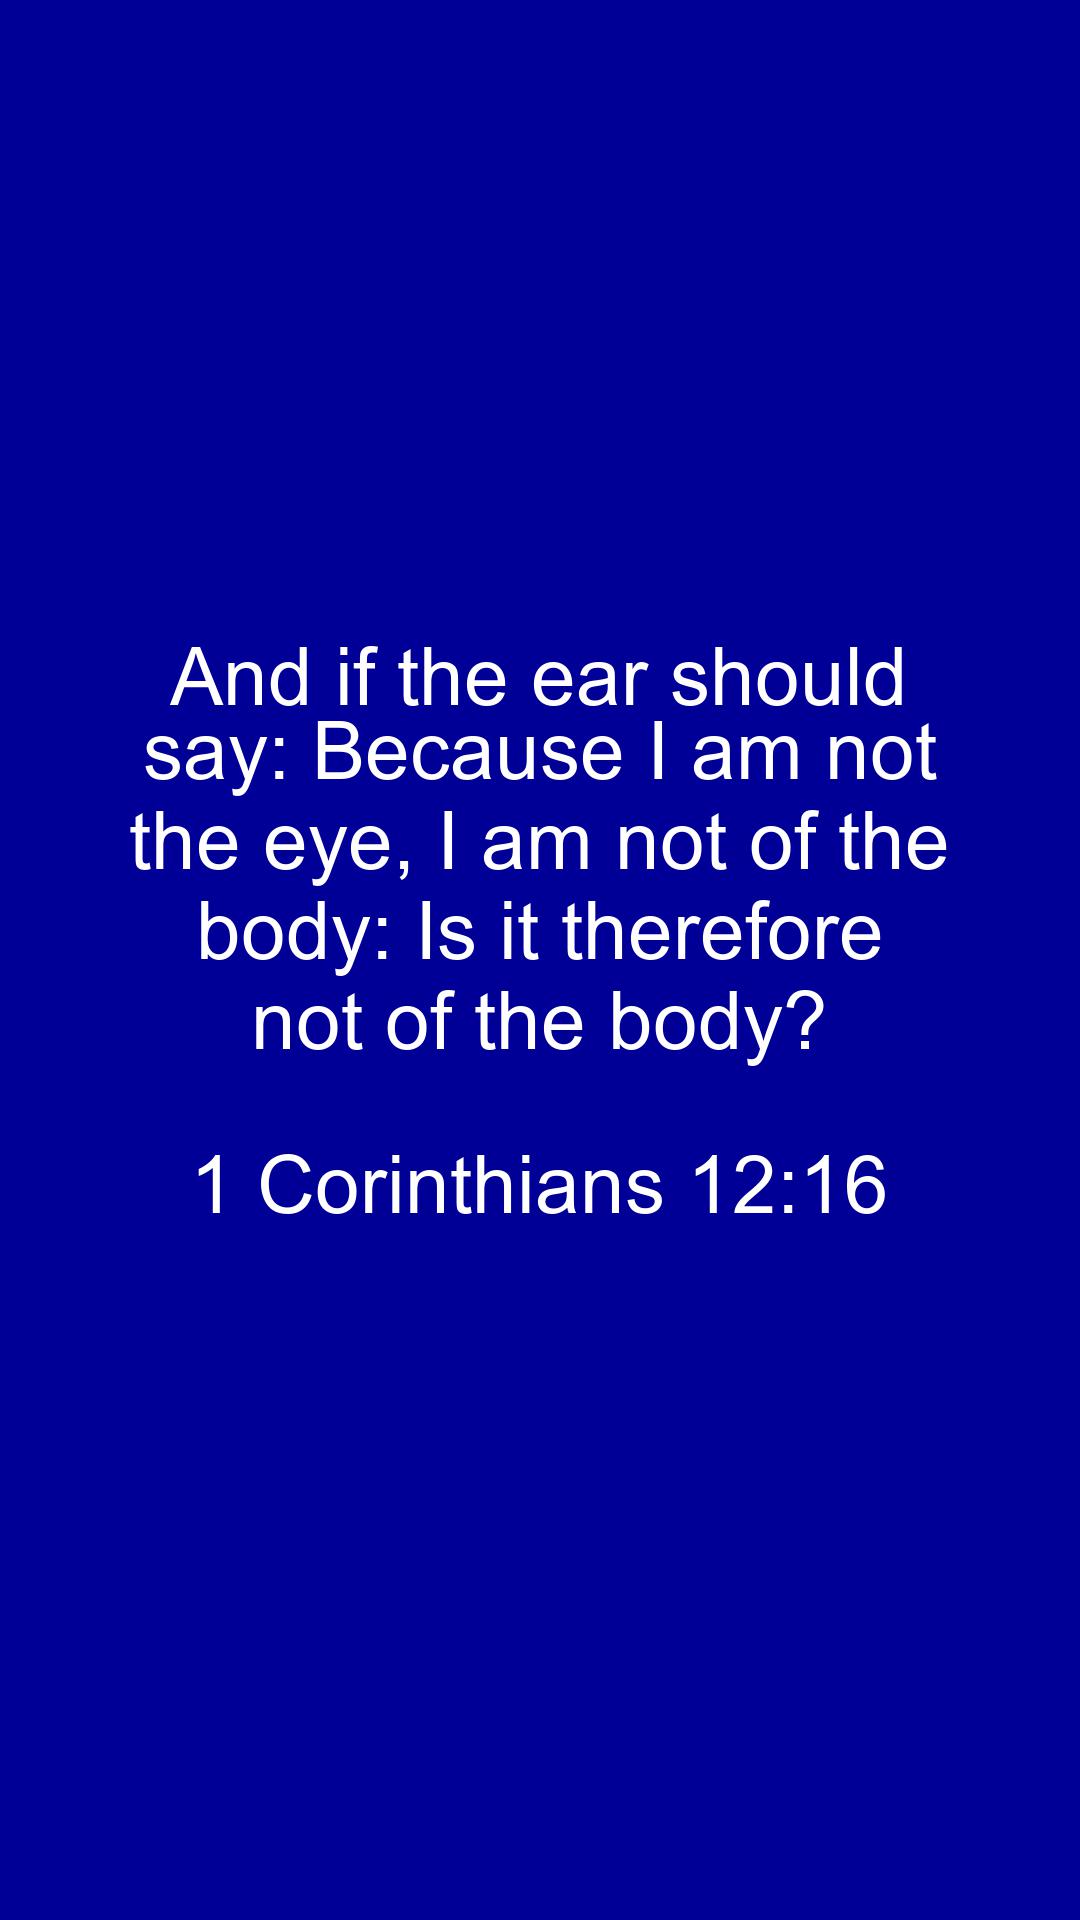 And if the ear should
say: Because I am not
the eye, I am not of the
body: Is it therefore
not of the body?
1 Corinthians 12:16